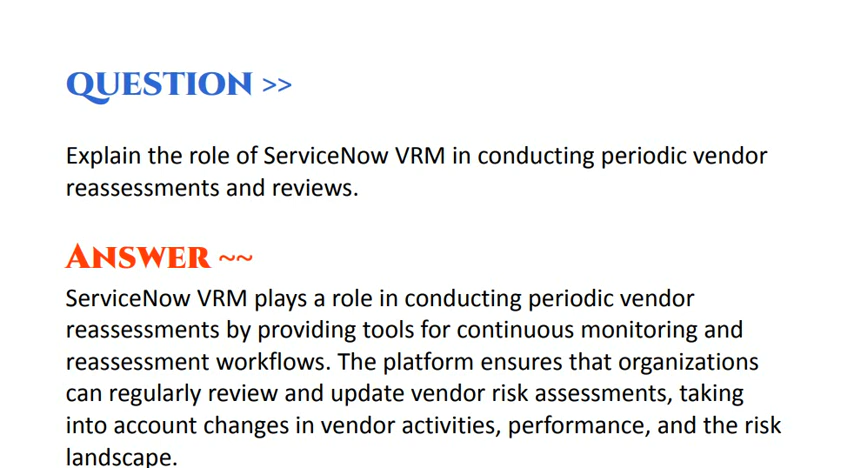 QUESTION >>
Explain the role of ServiceNow VRM in conducting periodic vendor
reassessments and reviews.
ANSWER ~~
ServiceNow VRM plays a role in conducting periodic vendor
reassessments by providing tools for continuous monitoring and
reassessment workflows. The platform ensures that organizations
can regularly review and update vendor risk assessments, taking
into account changes in vendor activities, performance, and the risk
landscape.